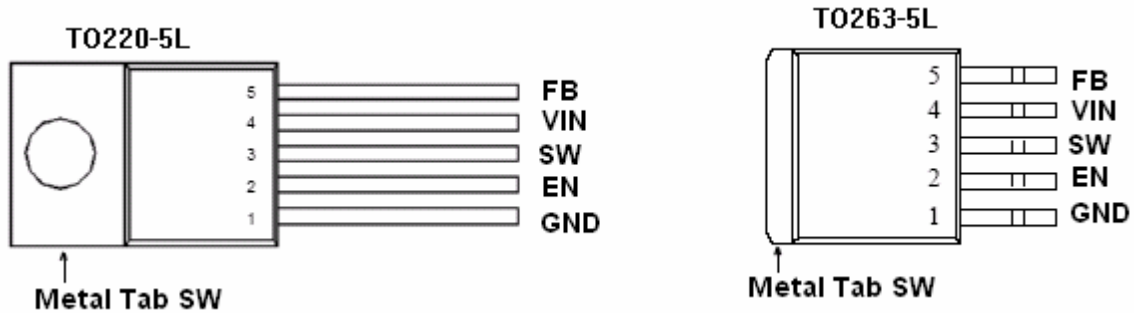 TO220-5L
5 FB
4 VIN
3 SW
2 EN
1 GND
Metal Tab SW
TO263-5L
5 FB
4 VIN
3 SW
2 EN
1 GND
Metal Tab SW